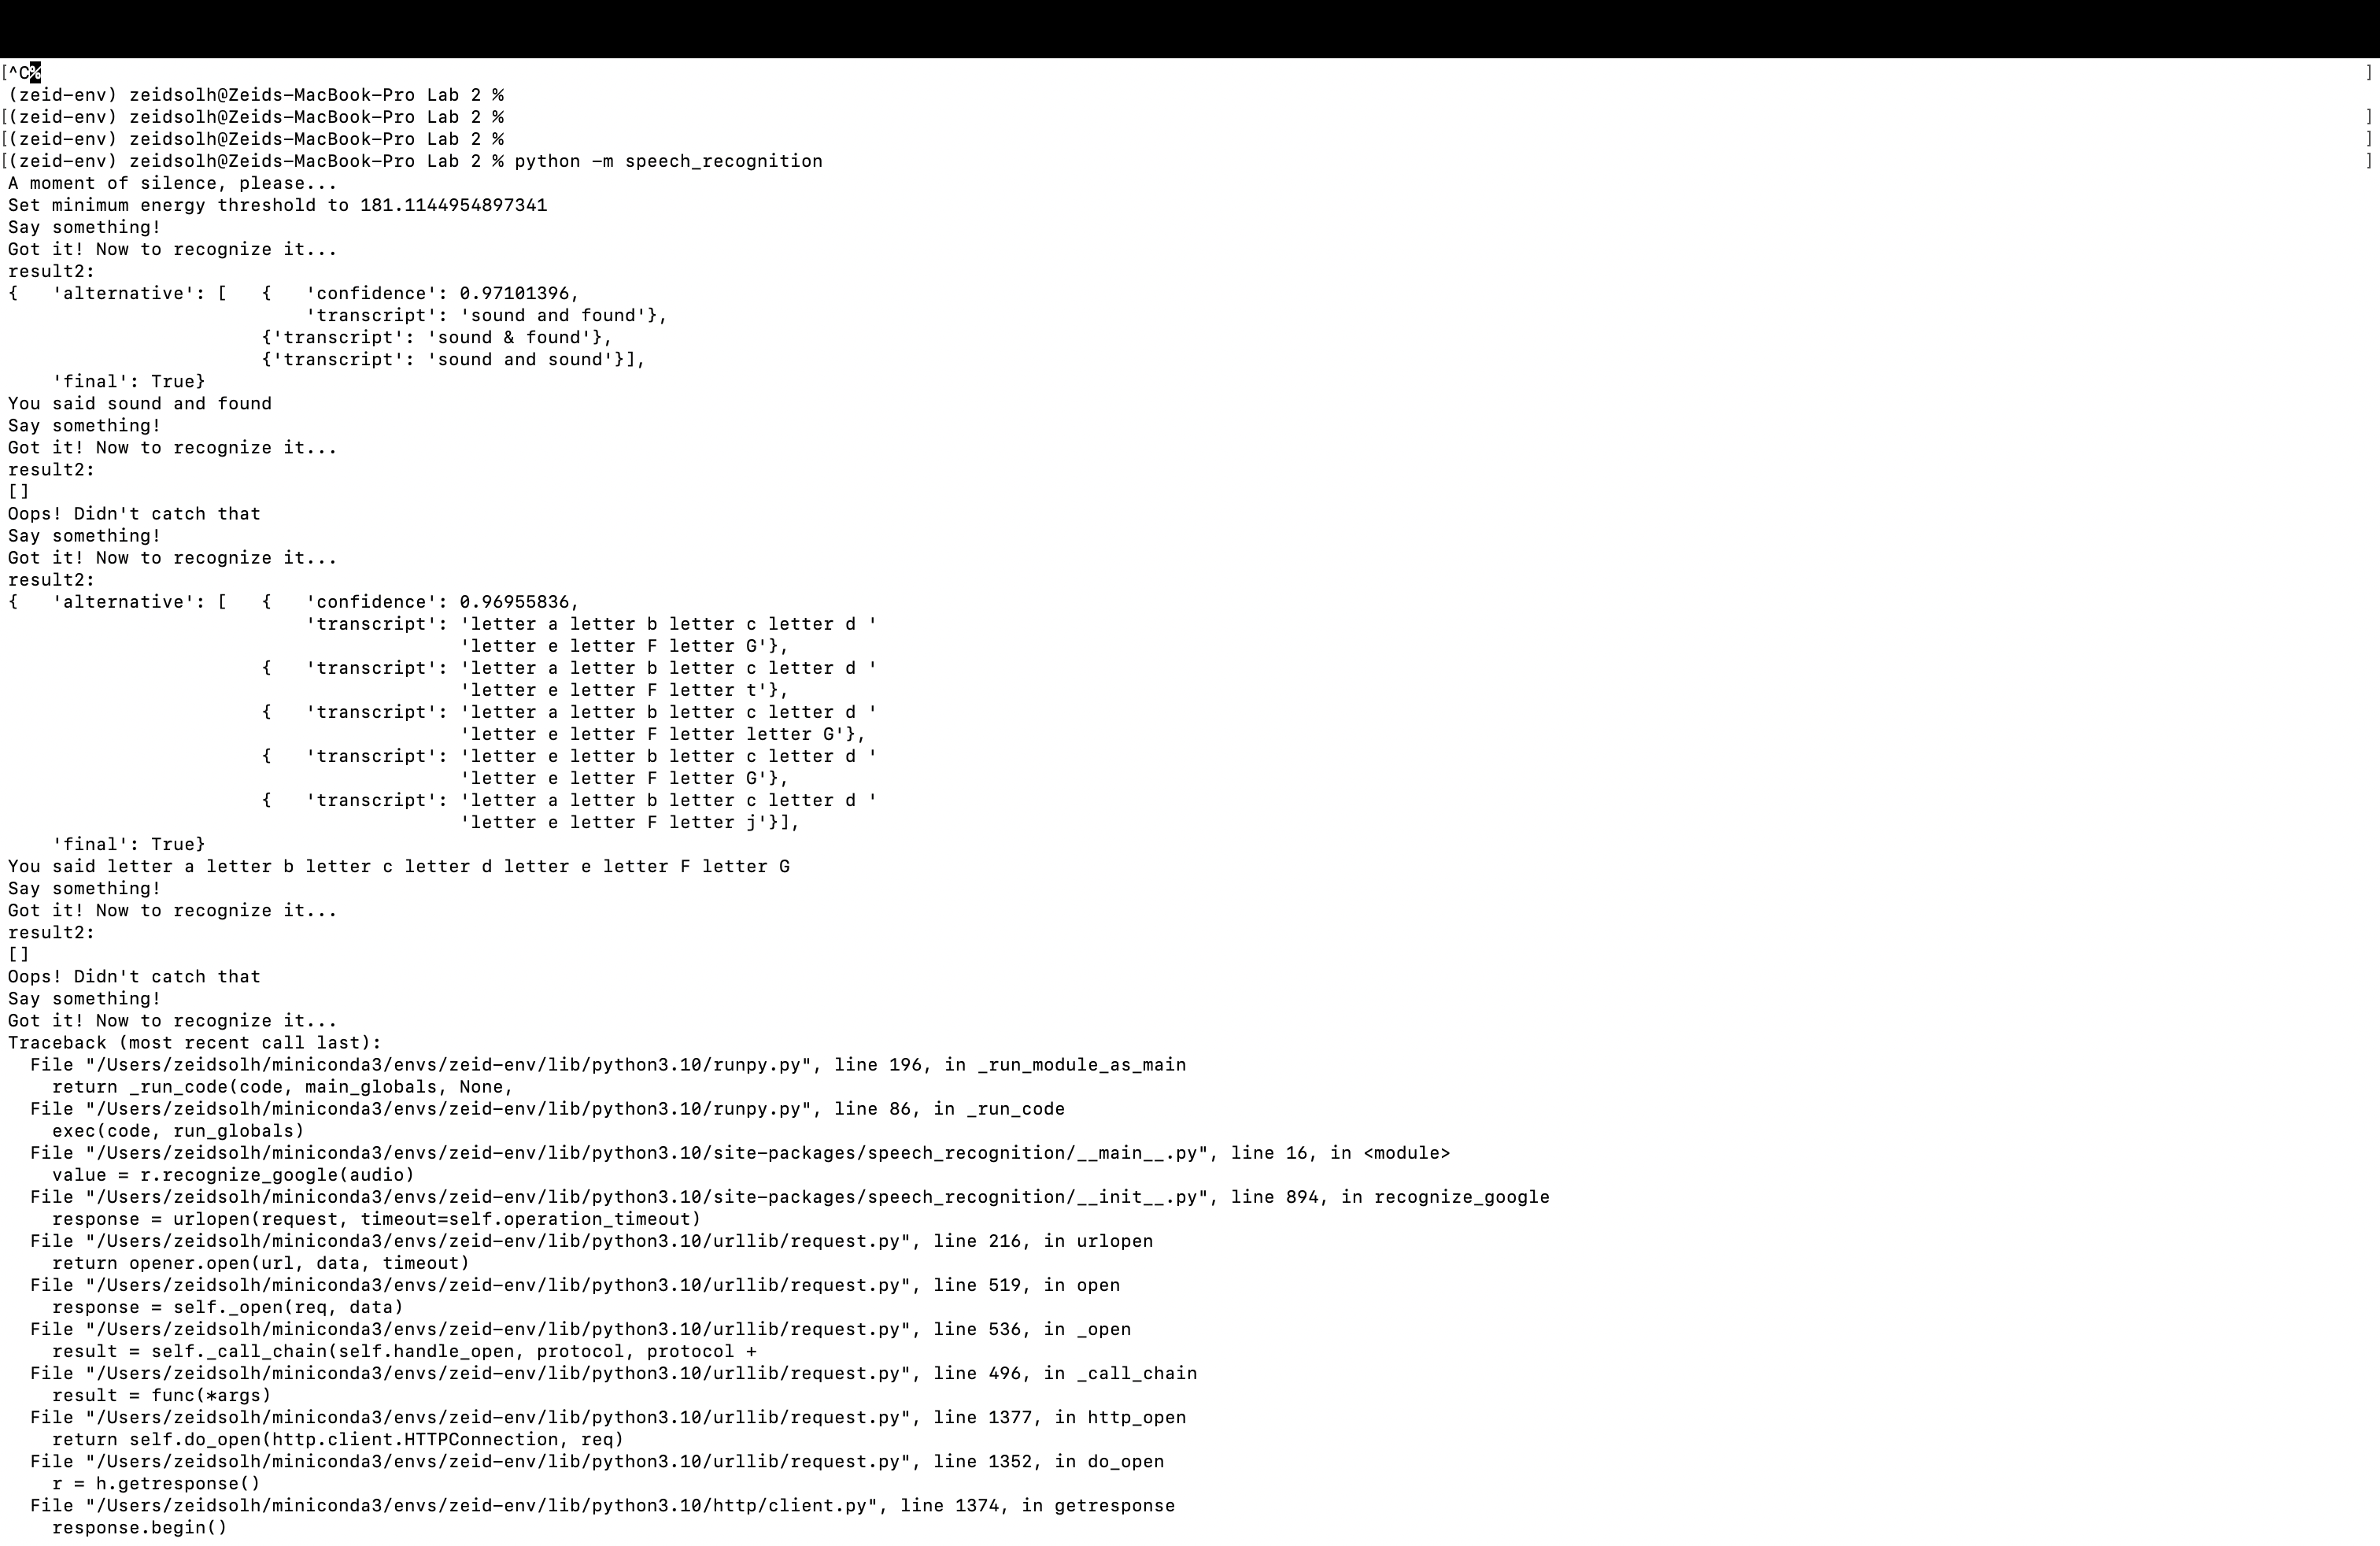 [^C%                                                                                                                                                                                                                     ]
(zeid-env) zeidsolh@Zeids-MacBook-Pro Lab 2 %
[(zeid-env) zeidsolh@Zeids-MacBook-Pro Lab 2 % ]
[(zeid-env) zeidsolh@Zeids-MacBook-Pro Lab 2 % ]
[(zeid-env) zeidsolh@Zeids-MacBook-Pro Lab 2 % python -m speech_recognition ]
A moment of silence, please...
Set minimum energy threshold to 181.1144954897341
Say something!
Got it! Now to recognize it...
result2:
{   'alternative': [   {   'confidence': 0.97101396,
                           'transcript': 'sound and found'},
                       {'transcript': 'sound & found'},
                       {'transcript': 'sound and sound'}],
    'final': True}
You said sound and found
Say something!
Got it! Now to recognize it...
result2:
[]
Oops! Didn't catch that
Say something!
Got it! Now to recognize it...
result2:
{   'alternative': [   {   'confidence': 0.96955836,
                           'transcript': 'letter a letter b letter c letter d '
                                         'letter e letter F letter G'},
                       {   'transcript': 'letter a letter b letter c letter d '
                                         'letter e letter F letter t'},
                       {   'transcript': 'letter a letter b letter c letter d '
                                         'letter e letter F letter letter G'},
                       {   'transcript': 'letter e letter b letter c letter d '
                                         'letter e letter F letter G'},
                       {   'transcript': 'letter a letter b letter c letter d '
                                         'letter e letter F letter j'}],
    'final': True}
You said letter a letter b letter c letter d letter e letter F letter G
Say something!
Got it! Now to recognize it...
result2:
[]
Oops! Didn't catch that
Say something!
Got it! Now to recognize it...
Traceback (most recent call last):
  File "/Users/zeidsolh/miniconda3/envs/zeid-env/lib/python3.10/runpy.py", line 196, in _run_module_as_main
    return _run_code(code, main_globals, None,
  File "/Users/zeidsolh/miniconda3/envs/zeid-env/lib/python3.10/runpy.py", line 86, in _run_code
    exec(code, run_globals)
  File "/Users/zeidsolh/miniconda3/envs/zeid-env/lib/python3.10/site-packages/speech_recognition/__main__.py", line 16, in <module>
    value = r.recognize_google(audio)
  File "/Users/zeidsolh/miniconda3/envs/zeid-env/lib/python3.10/site-packages/speech_recognition/__init__.py", line 894, in recognize_google
    response = urlopen(request, timeout=self.operation_timeout)
  File "/Users/zeidsolh/miniconda3/envs/zeid-env/lib/python3.10/urllib/request.py", line 216, in urlopen
    return opener.open(url, data, timeout)
  File "/Users/zeidsolh/miniconda3/envs/zeid-env/lib/python3.10/urllib/request.py", line 519, in open
    response = self._open(req, data)
  File "/Users/zeidsolh/miniconda3/envs/zeid-env/lib/python3.10/urllib/request.py", line 536, in _open
    result = self._call_chain(self.handle_open, protocol, protocol +
  File "/Users/zeidsolh/miniconda3/envs/zeid-env/lib/python3.10/urllib/request.py", line 496, in _call_chain
    result = func(*args)
  File "/Users/zeidsolh/miniconda3/envs/zeid-env/lib/python3.10/urllib/request.py", line 1377, in http_open
    return self.do_open(http.client.HTTPConnection, req)
  File "/Users/zeidsolh/miniconda3/envs/zeid-env/lib/python3.10/urllib/request.py", line 1352, in do_open
    r = h.getresponse()
  File "/Users/zeidsolh/miniconda3/envs/zeid-env/lib/python3.10/http/client.py", line 1374, in getresponse
    response.begin()